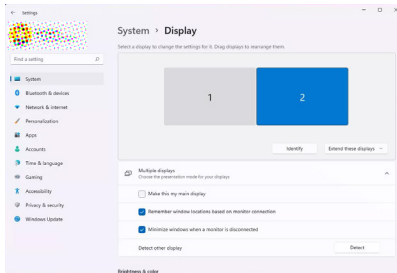 Settings
System > Display
Select a display to change the settings for it. Drag displays to rearrange them.
Find a setting
System
Bluetooth & devices
Network & internet
Personalization
Apps
Accounts
Time & language
Gaming
Accessibility
Privacy & security
Windows Update
1
2
Identify
Extend these displays
Multiple displays
Choose the presentation mode for your displays
Make this my main display
Remember window locations based on monitor connection
Minimize windows when a monitor is disconnected
Detect other display
Detect
Brightness & color